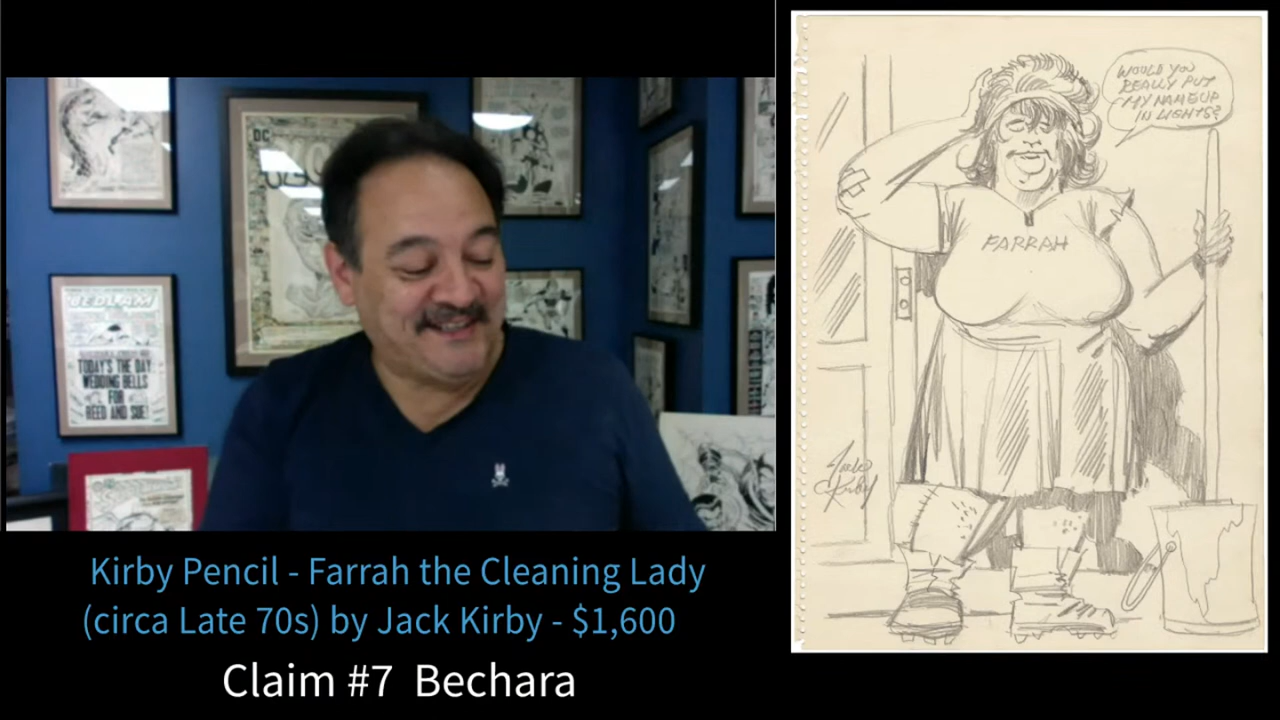 DC
BEDLAM
TODAY'S THE DAY
WEDDING BELLS
FOR
REED AND SUE!
WOULD YOU
REALLY PUT
MY NAME UP
IN LIGHTS?
FARRAH
Jack
Kirby
Kirby Pencil - Farrah the Cleaning Lady
(circa Late 70s) by Jack Kirby - $1,600
Claim #7 Bechara